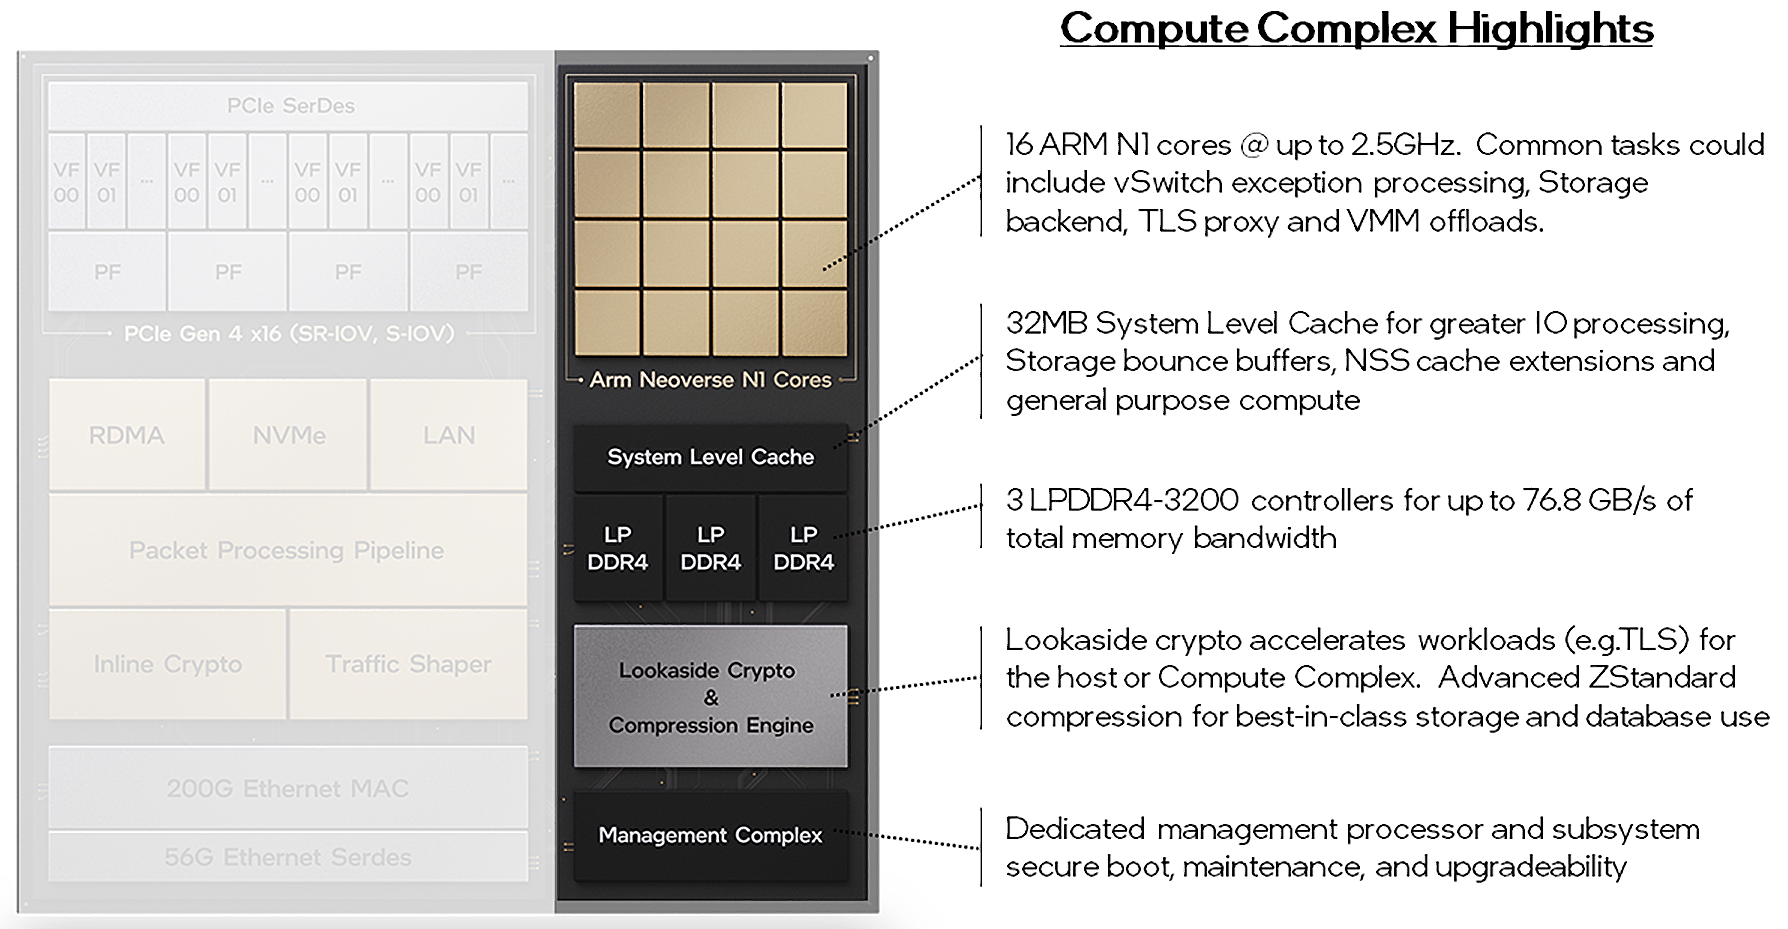 Compute Complex Highlights
PCIe SerDes
VF 00 VF 01 ... VF 00 VF 01 ... VF 00 VF 01 ... VF 00 VF 01 ...
PF PF PF PF
PCIe Gen 4 x16 (SR-IOV, S-IOV)
RDMA NVMe LAN
Packet Processing Pipeline
Inline Crypto Traffic Shaper
200G Ethernet MAC
56G Ethernet Serdes
Arm Neoverse N1 Cores
System Level Cache
LP DDR4 LP DDR4 LP DDR4
Lookaside Crypto
&
Compression Engine
Management Complex
16 ARM N1 cores @ up to 2.5GHz. Common tasks could
include vSwitch exception processing, Storage
backend, TLS proxy and VMM offloads.
32MB System Level Cache for greater IO processing,
Storage bounce buffers, NSS cache extensions and
general purpose compute
3 LPDDR4-3200 controllers for up to 76.8 GB/s of
total memory bandwidth
Lookaside crypto accelerates workloads (e.g.TLS) for
the host or Compute Complex. Advanced ZStandard
compression for best-in-class storage and database use
Dedicated management processor and subsystem
secure boot, maintenance, and upgradeability